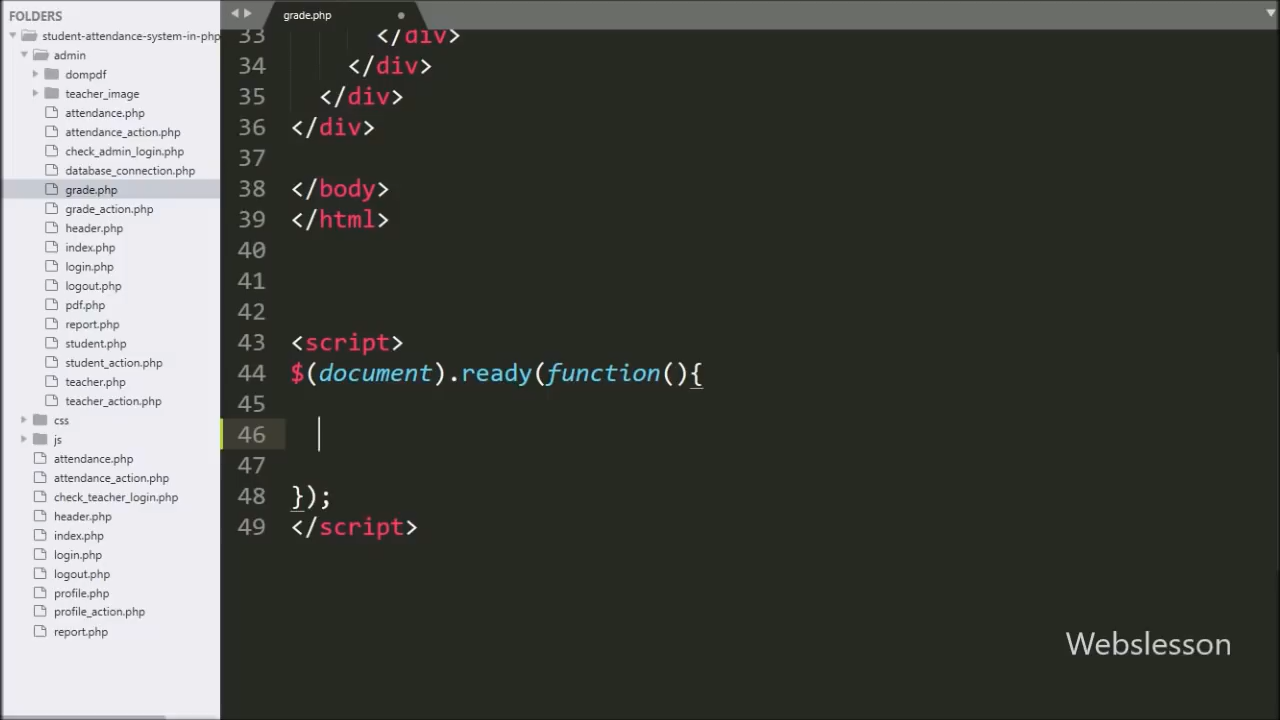 FOLDERS
student-attendance-system-in-php
admin
dompdf
teacher_image
attendance.php
attendance_action.php
check_admin_login.php
database_connection.php
grade.php
grade_action.php
header.php
index.php
login.php
logout.php
pdf.php
report.php
student.php
student_action.php
teacher.php
teacher_action.php
css
js
attendance.php
attendance_action.php
check_teacher_login.php
header.php
index.php
login.php
logout.php
profile.php
profile_action.php
report.php
grade.php
33 </div>
34 </div>
35 </div>
36 </div>
37
38 </body>
39 </html>
40
41
42
43 <script>
44 $(document).ready(function(){
45
46
47
48 });
49 </script>
Webslesson